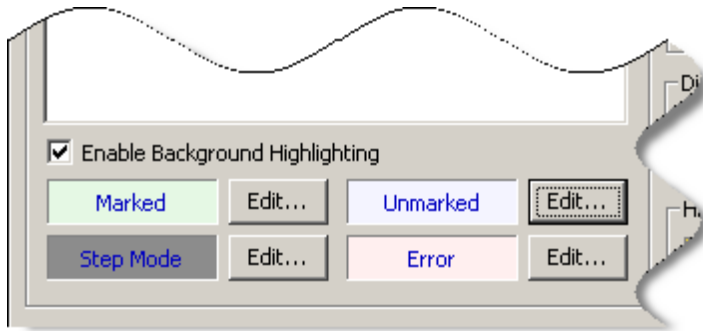 Enable Background Highlighting
Marked Edit... Unmarked Edit...
Step Mode Edit... Error Edit...